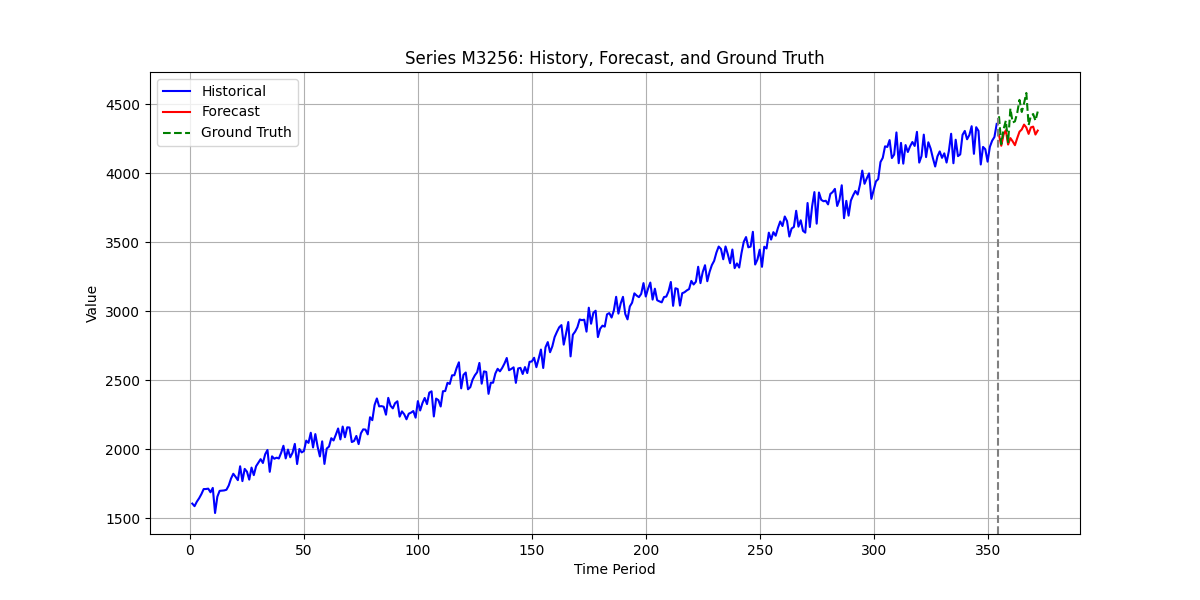 Series M3256: History, Forecast, and Ground Truth
Historical
Forecast
Ground Truth
4500
4000
3500
3000
2500
2000
1500
Value
0 50 100 150 200 250 300 350
Time Period